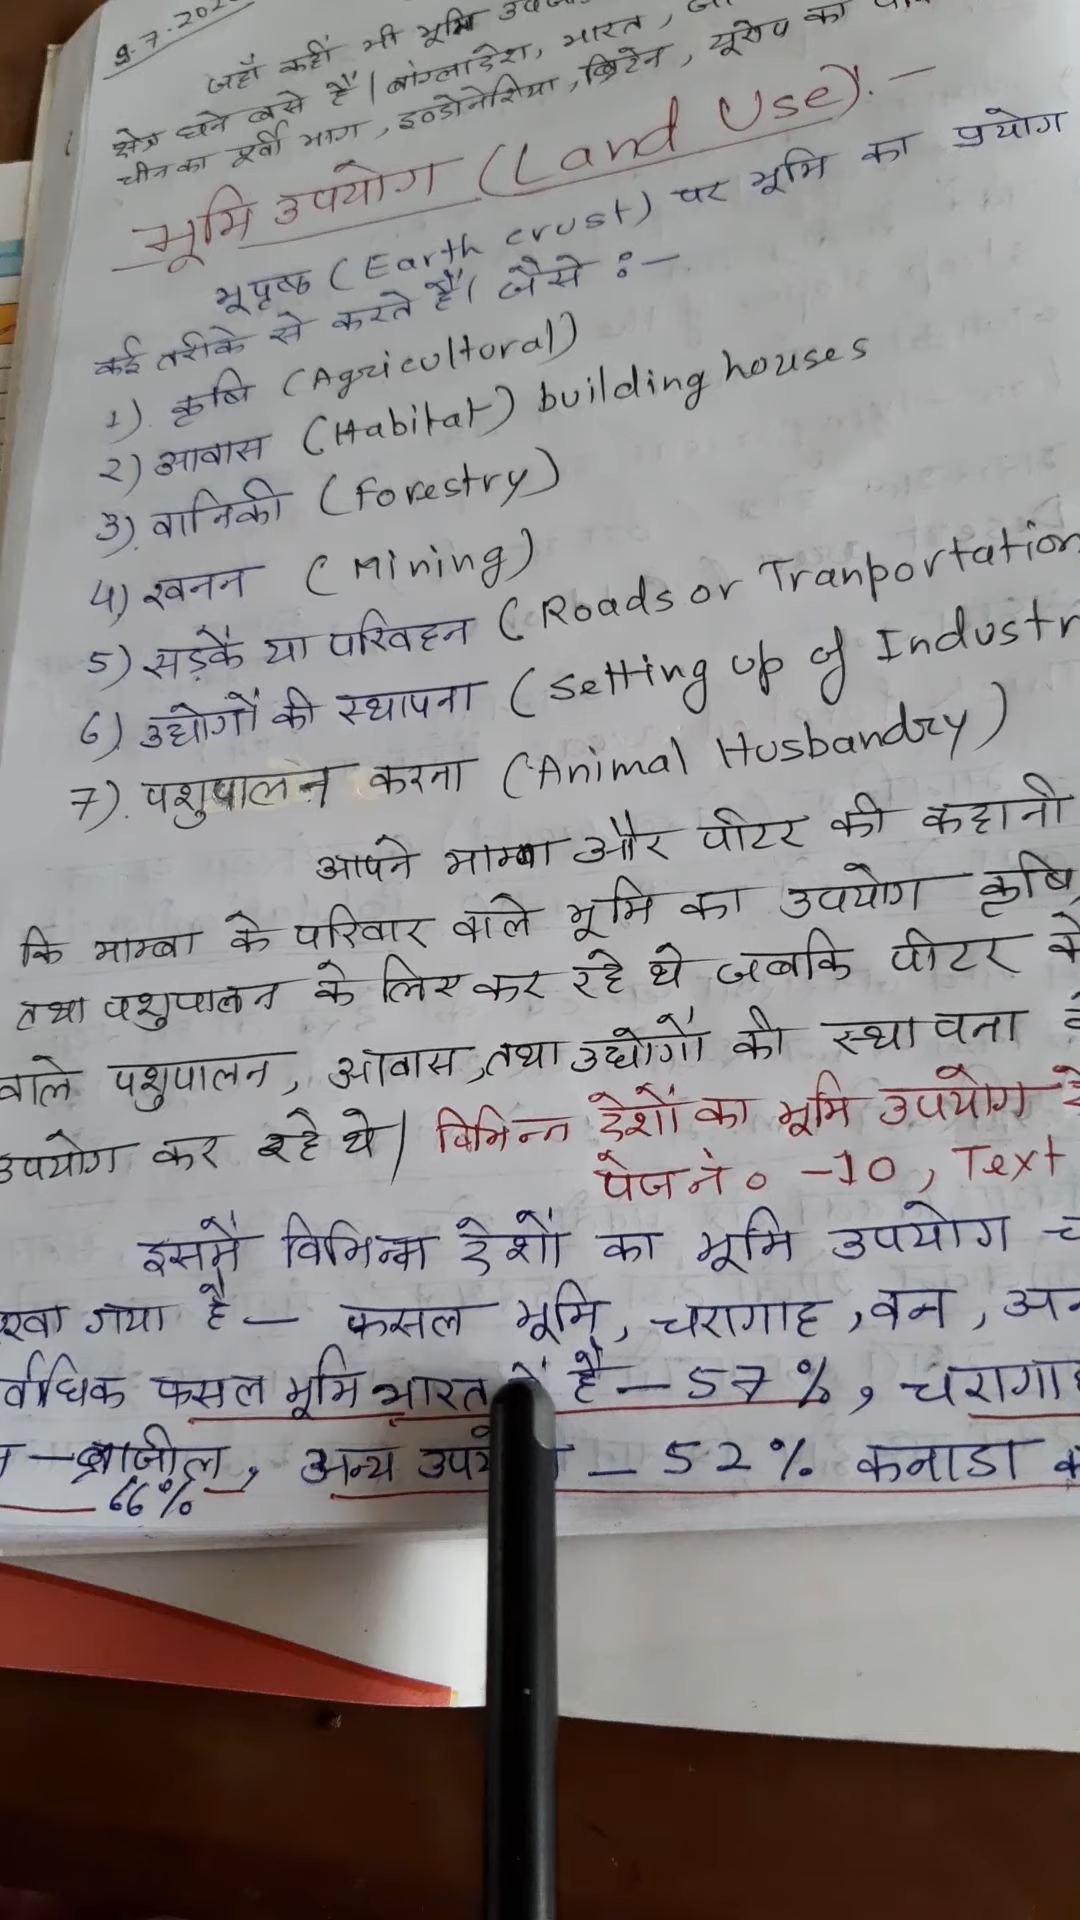 9.7.202
जहाँ कहीं भी भूमि
क्षेत्र घने बसे हैं। बांग्लादेश, भारत,
चीन का पूर्वी भाग, इण्डोनेशिया, ब्रिटेन, यूरोप का
भूमि उपयोग (Land Use):-
भूपृष्ठ (Earth crust) पर भूमि का प्रयोग
कई तरीके से करते हैं। जैसे :-
1). कृषि (Agricultoral)
2) आवास (Habitat) building houses
3). वानिकी (Forestry)
4) खनन (Mining)
5) सड़कें या परिवहन (Roads or Tranportation
6) उद्योगों की स्थापना (Setting up of Industr
7). पशुपालन करना (Animal Husbandry)
आपने माम्बा और पीटर की कहानी
कि माम्बा के परिवार वाले भूमि का उपयोग कृषि,
तथा पशुपालन के लिए कर रहे थे जबकि पीटर के
वाले पशुपालन, आवास, तथा उद्योगों की स्थापना
उपयोग कर रहे थे। विभिन्न देशों का भूमि उपयोग
पेज नं० -10, Text
इसमें विभिन्न देशों का भूमि उपयोग
रखा गया है - फसल भूमि, चरागाह, वन, अन
र्वाधिक फसल भूमि भारत में है - 57%, चरागाह
न - ब्राजील, अन्य - 52% कनाडा
66%